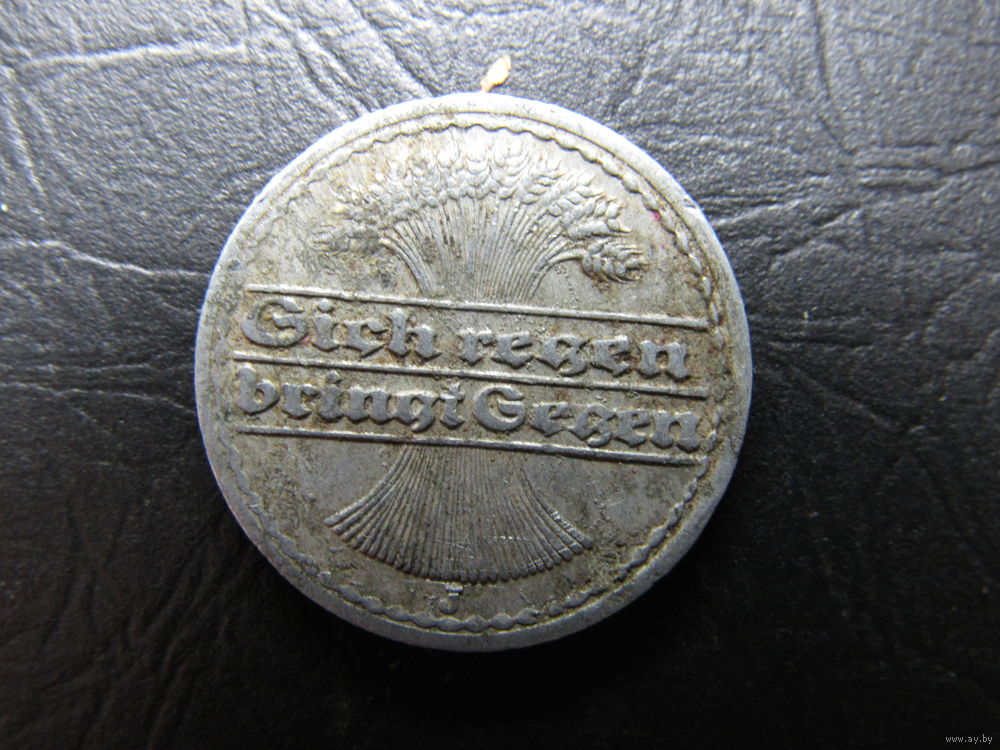 Sich regen
bringt Segen
J
www.ay.by